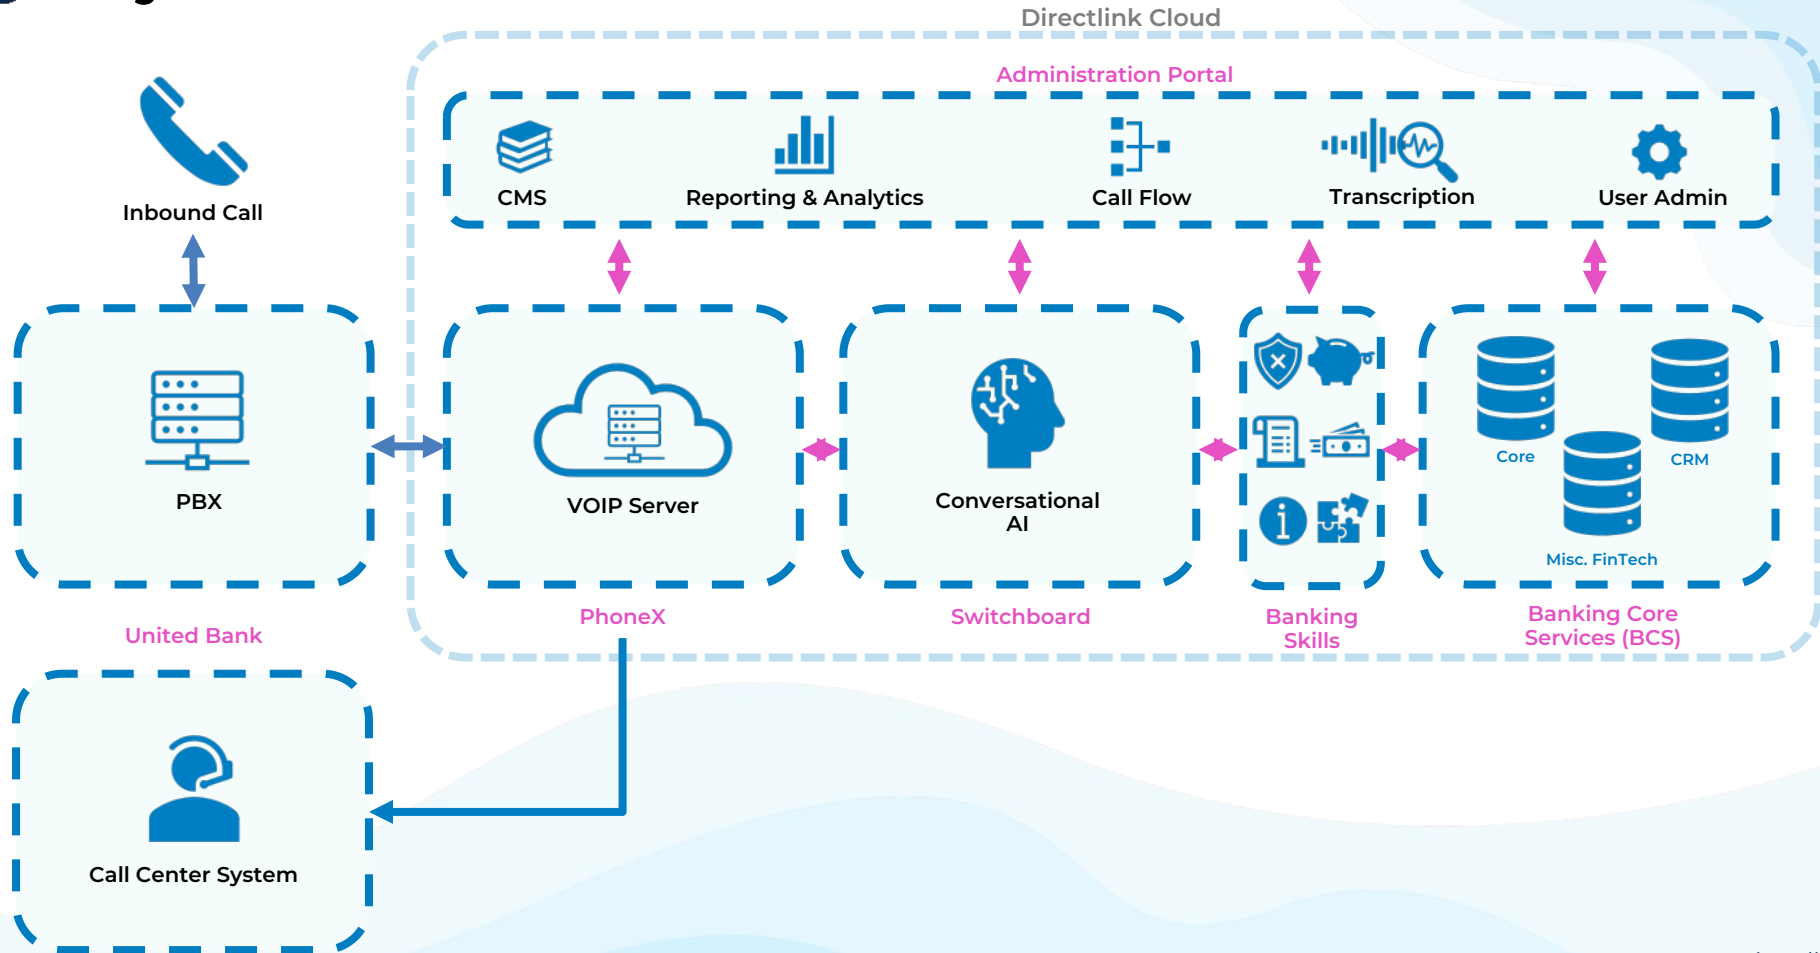 Directlink Cloud
Administration Portal
CMS
Reporting & Analytics
Call Flow
Transcription
User Admin
Inbound Call
PBX
VOIP Server
Conversational
AI
Core
CRM
Misc. FinTech
United Bank
PhoneX
Switchboard
Banking
Skills
Banking Core
Services (BCS)
Call Center System